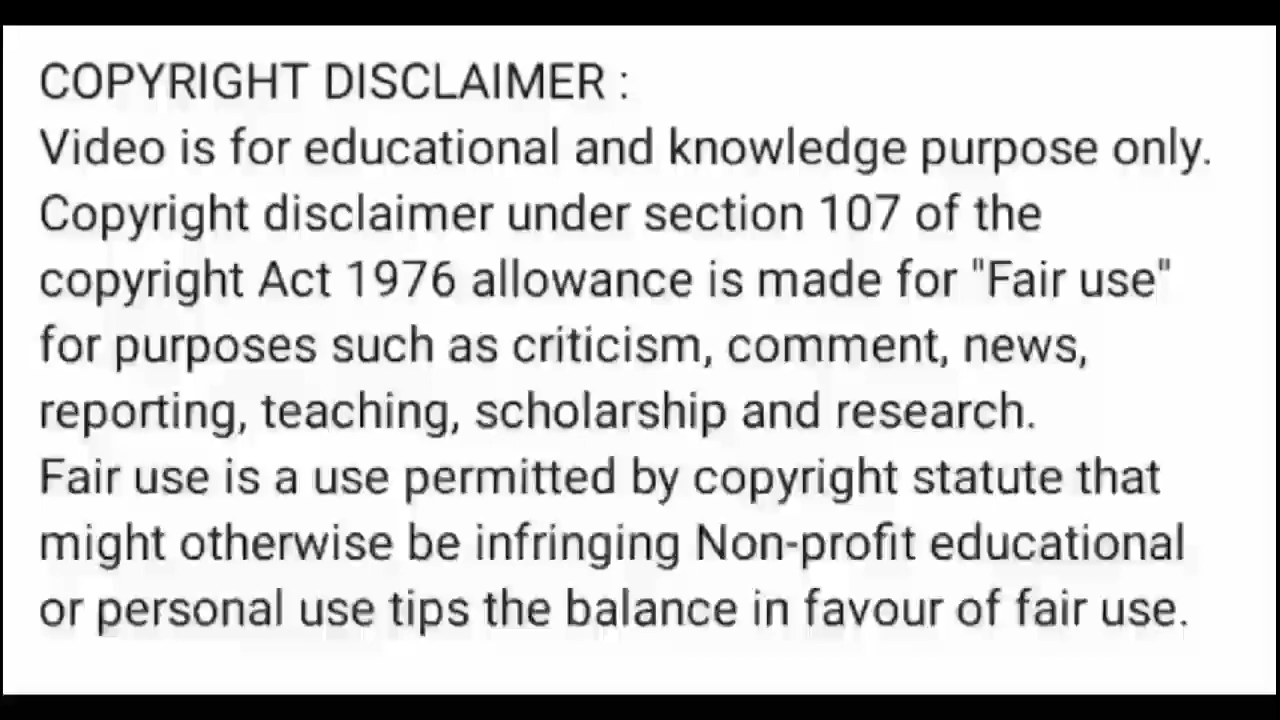 COPYRIGHT DISCLAIMER :
Video is for educational and knowledge purpose only.
Copyright disclaimer under section 107 of the
copyright Act 1976 allowance is made for "Fair use"
for purposes such as criticism, comment, news,
reporting, teaching, scholarship and research.
Fair use is a use permitted by copyright statute that
might otherwise be infringing Non-profit educational
or personal use tips the balance in favour of fair use.